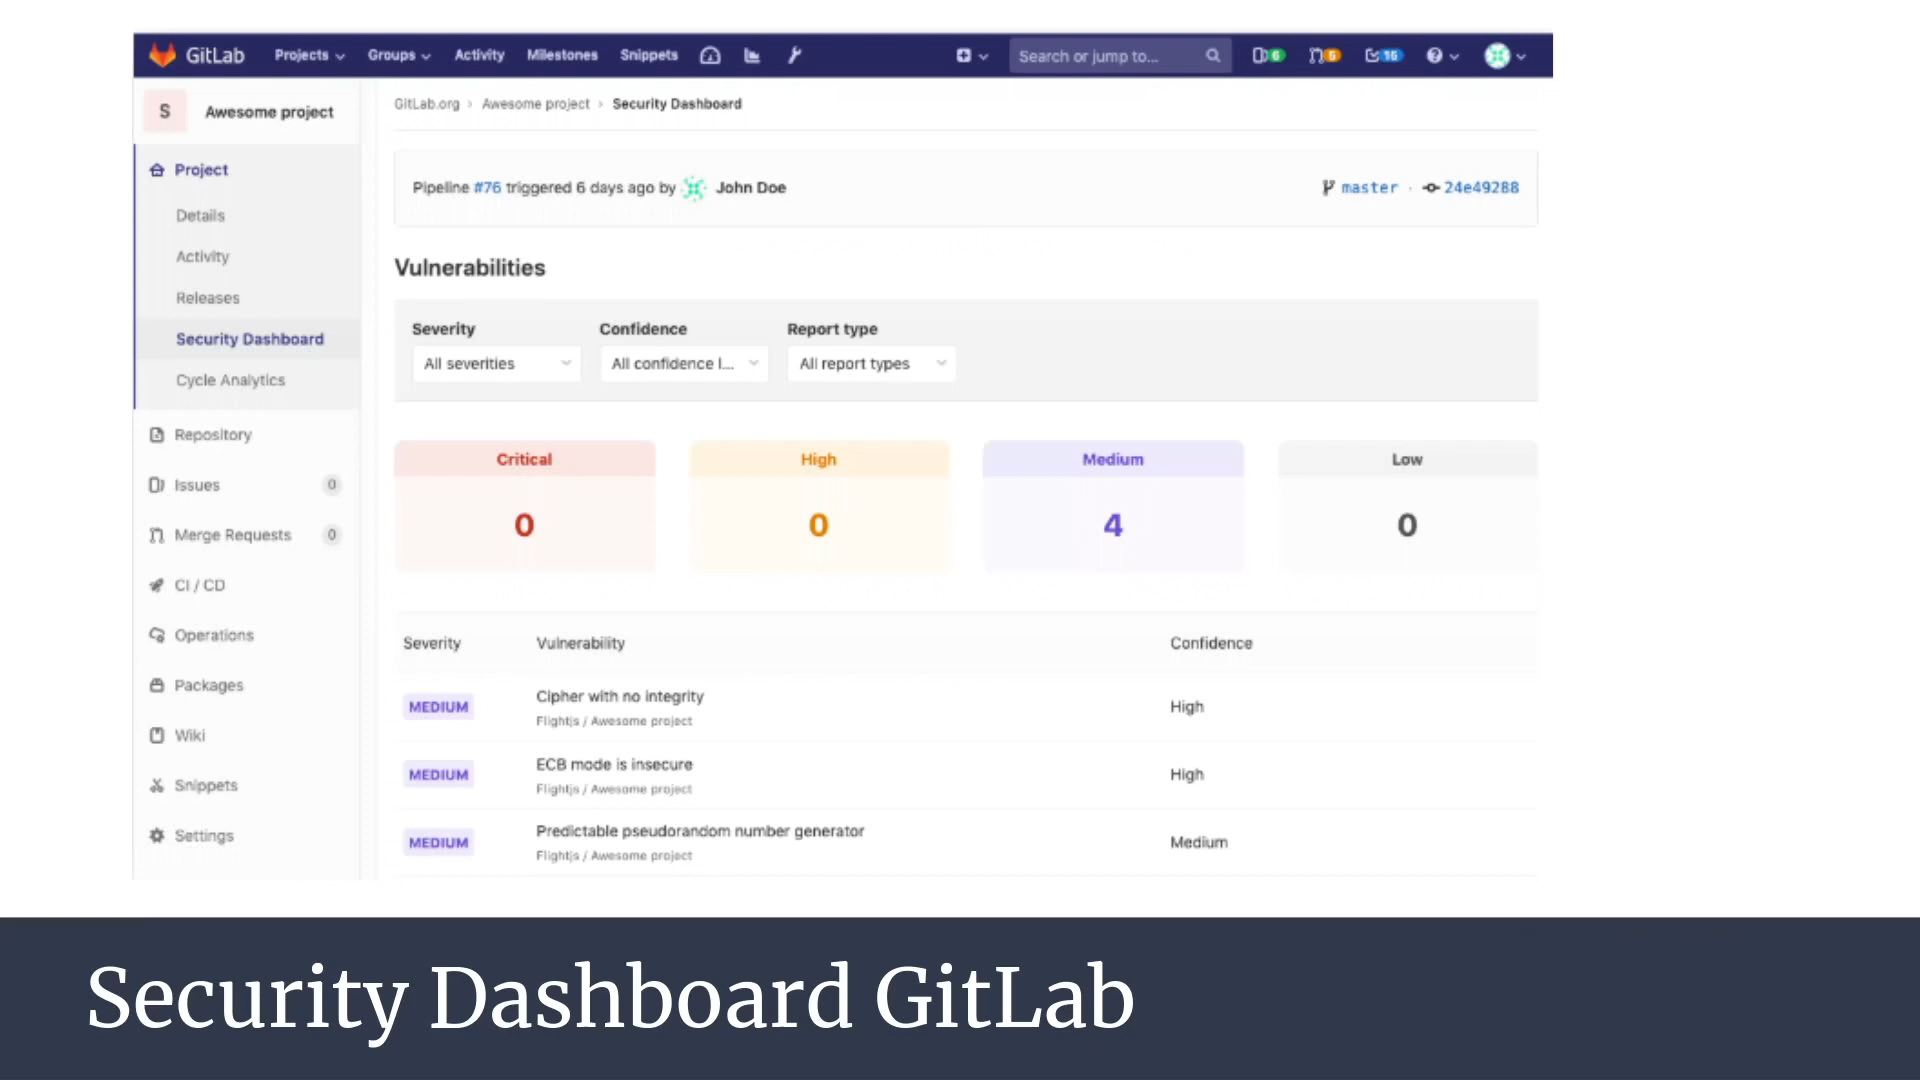 GitLab Projects Groups Activity Milestones Snippets Search or jump to... 6 6 16
S Awesome project
GitLab.org › Awesome project › Security Dashboard
Project
Details
Activity
Releases
Security Dashboard
Cycle Analytics
Repository
Issues 0
Merge Requests 0
CI / CD
Operations
Packages
Wiki
Snippets
Settings
Pipeline #76 triggered 6 days ago by John Doe master · 24e49288
Vulnerabilities
Severity Confidence Report type
All severities All confidence l... All report types
Critical High Medium Low
0 0 4 0
Severity Vulnerability Confidence
MEDIUM Cipher with no integrity High
Flightjs / Awesome project
MEDIUM ECB mode is insecure High
Flightjs / Awesome project
MEDIUM Predictable pseudorandom number generator Medium
Flightjs / Awesome project
Security Dashboard GitLab